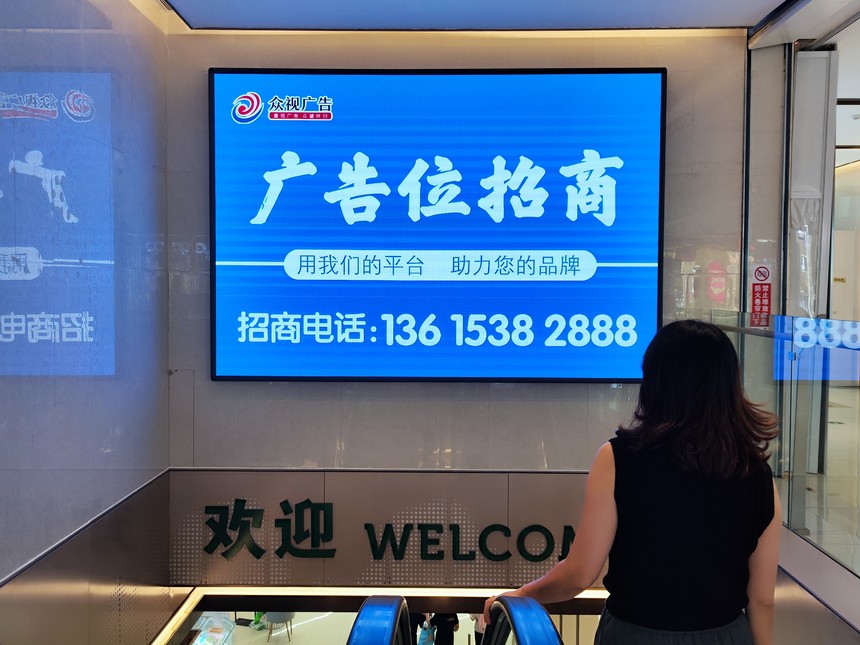 众视广告
广告位招商
用我们的平台 助力您的品牌
招商电话:136 1538 2888
欢迎 WELCOM
888